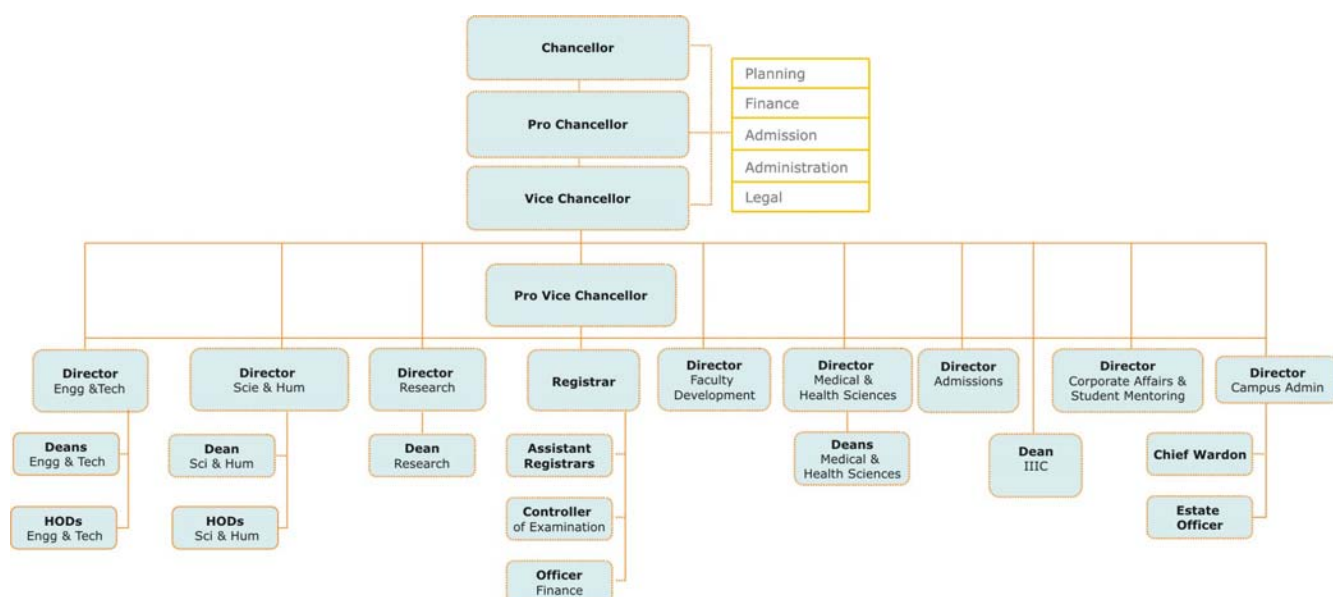 Chancellor
Planning
Finance
Pro Chancellor
Admission
Administration
Vice Chancellor
Legal
Pro Vice Chancellor
Director
Engg &Tech
Director
Scie & Hum
Director
Research
Registrar
Director
Faculty
Development
Director
Medical &
Health Sciences
Director
Admissions
Director
Corporate Affairs &
Student Mentoring
Director
Campus Admin
Deans
Engg & Tech
Dean
Sci & Hum
Dean
Research
Assistant
Registrars
Deans
Medical &
Health Sciences
Dean
IIIC
Chief Wardon
HODs
Engg & Tech
HODs
Sci & Hum
Controller
of Examination
Estate
Officer
Officer
Finance